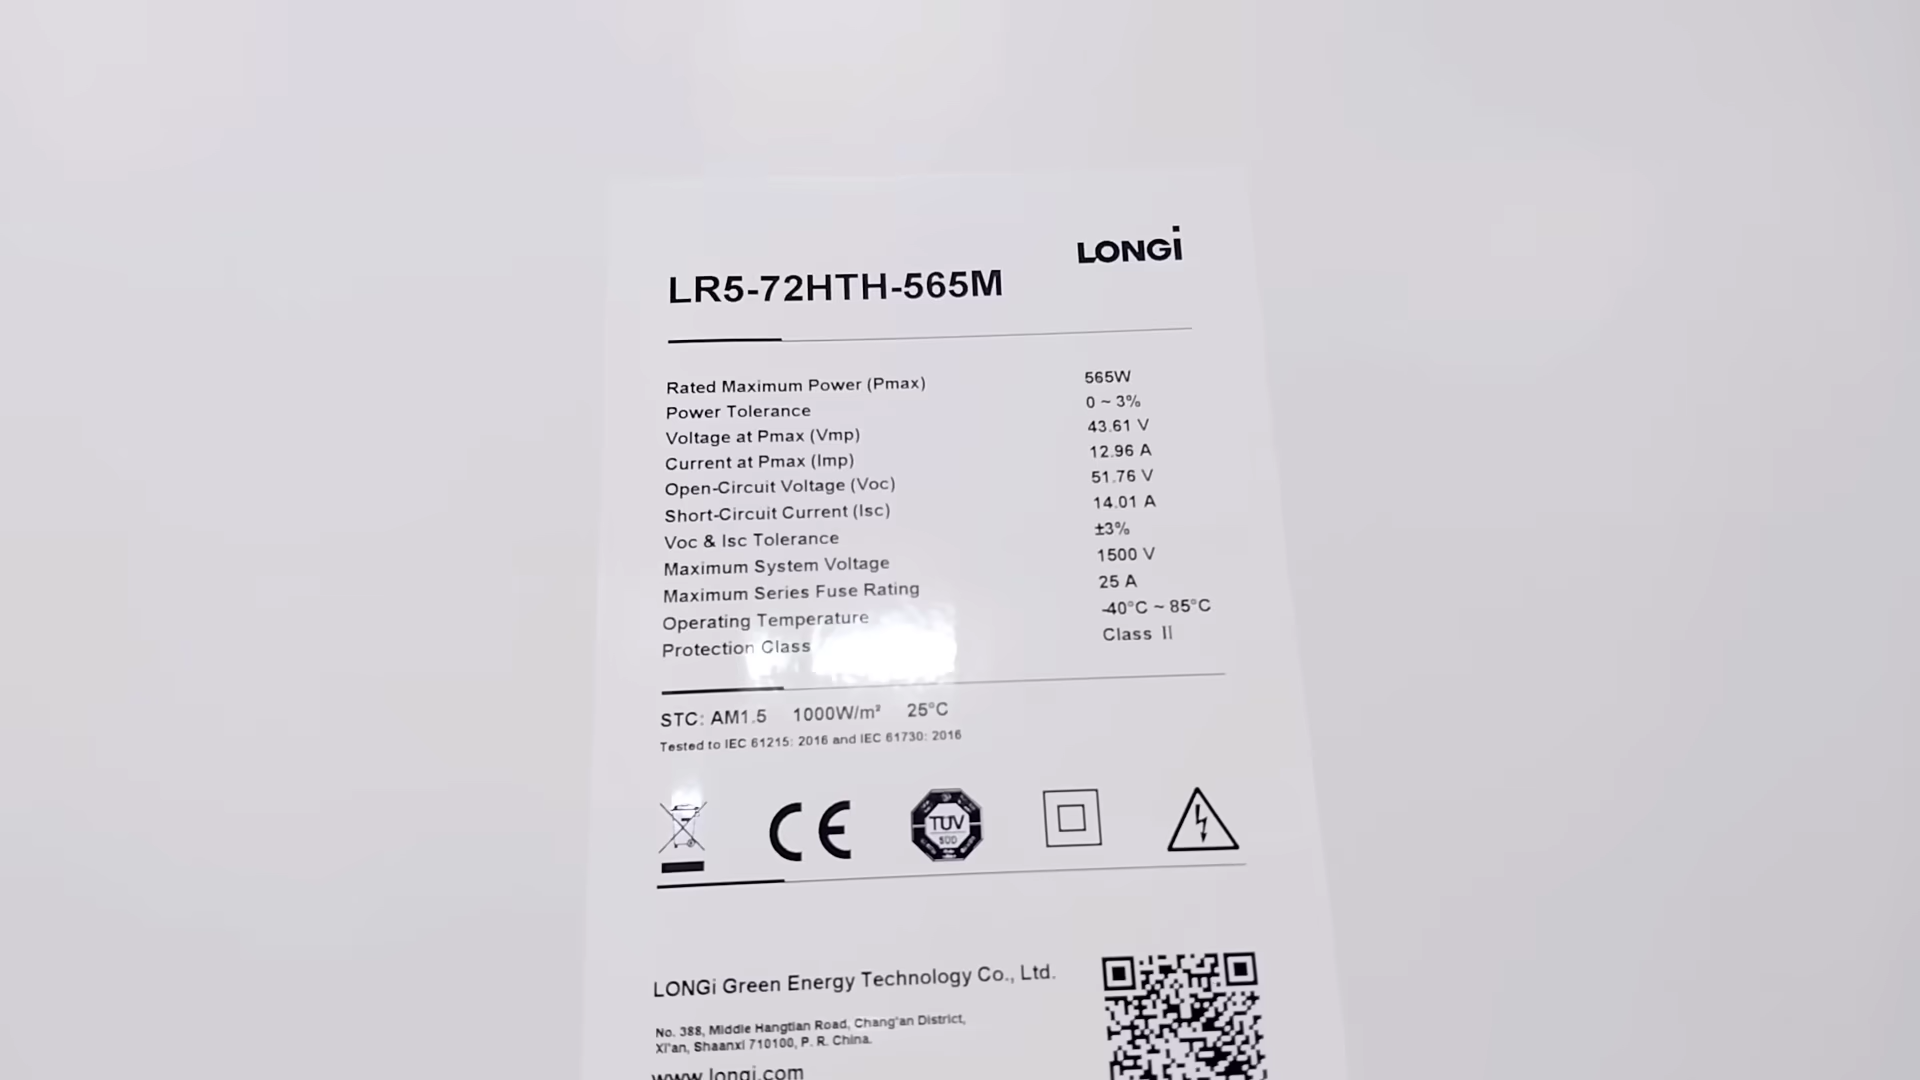 LONGi
LR5-72HTH-565M
Rated Maximum Power (Pmax) 565W
Power Tolerance 0 ~ 3%
Voltage at Pmax (Vmp) 43.61 V
Current at Pmax (Imp) 12.96 A
Open-Circuit Voltage (Voc) 51.76 V
Short-Circuit Current (Isc) 14.01 A
Voc & Isc Tolerance ±3%
Maximum System Voltage 1500 V
Maximum Series Fuse Rating 25 A
Operating Temperature -40°C ~ 85°C
Protection Class Class II
STC: AM1.5 1000W/m² 25°C
Tested to IEC 61215: 2016 and IEC 61730: 2016
CE
TUV
SUD
LONGi Green Energy Technology Co., Ltd.
No. 388, Middle Hangtian Road, Chang'an District,
Xi'an, Shaanxi 710100, P. R. China.
www.longi.com